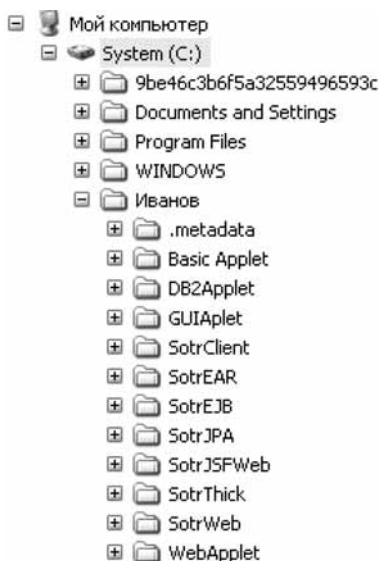 Мой компьютер
System (C:)
9be46c3b6f5a32559496593c
Documents and Settings
Program Files
WINDOWS
Иванов
.metadata
Basic Applet
DB2Applet
GUIAplet
SotrClient
SotrEAR
SotrEJB
SotrJPA
SotrJSFWeb
SotrThick
SotrWeb
WebApplet